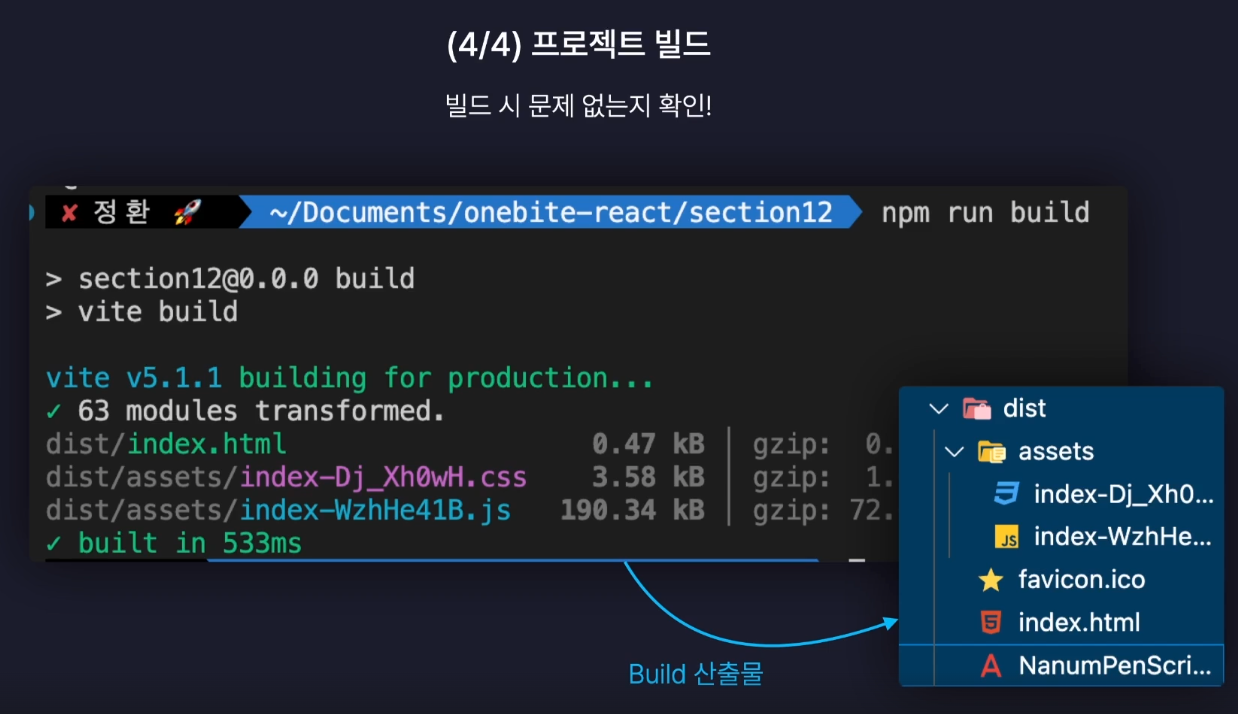 (4/4) 프로젝트 빌드
빌드 시 문제 없는지 확인!
✘ 정환 🚀 ~/Documents/onebite-react/section12 npm run build
> section12@0.0.0 build
> vite build
vite v5.1.1 building for production...
✓ 63 modules transformed.
dist/index.html 0.47 kB │ gzip: 0.
dist/assets/index-Dj_Xh0wH.css 3.58 kB │ gzip: 1.
dist/assets/index-WzhHe41B.js 190.34 kB │ gzip: 72.
✓ built in 533ms
dist
assets
index-Dj_Xh0...
index-WzhHe...
favicon.ico
index.html
NanumPenScri...
Build 산출물